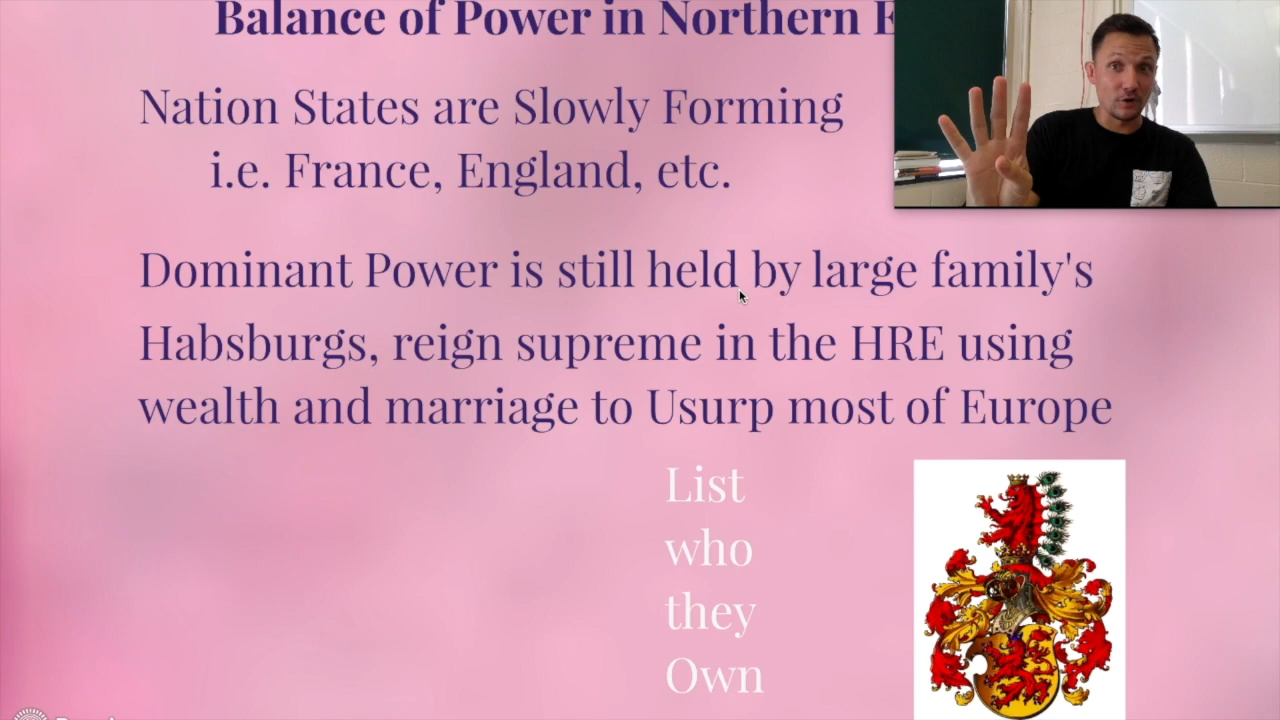 Balance of Power in Northern
Nation States are Slowly Forming
i.e. France, England, etc.
Dominant Power is still held by large family's
Habsburgs, reign supreme in the HRE using
wealth and marriage to Usurp most of Europe
List
who
they
Own